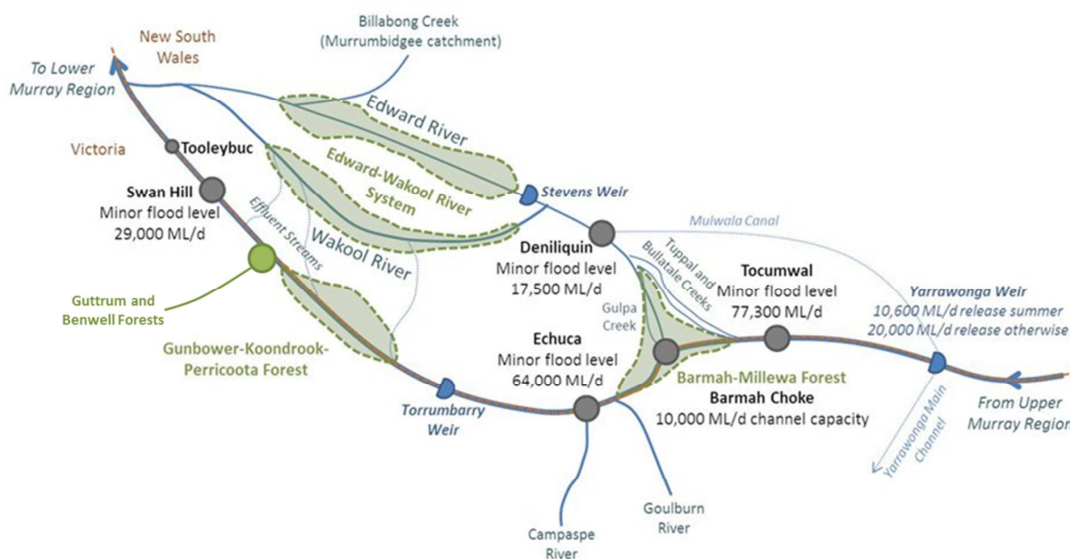 Billabong Creek
(Murrumbidgee catchment)
New South
Wales
To Lower
Murray Region
Edward River
Victoria
Tooleybuc
Edward-Wakool River
System
Stevens Weir
Swan Hill
Minor flood level
29,000 ML/d
Effluent Streams
Wakool River
Mulwala Canal
Deniliquin
Minor flood level
17,500 ML/d
Tuppal and
Bullatale Creeks
Tocumwal
Minor flood level
77,300 ML/d
Yarrawonga Weir
10,600 ML/d release summer
20,000 ML/d release otherwise
Guttrum and
Benwell Forests
Gulpa
Creek
Gunbower-Koondrook-
Perricoota Forest
Echuca
Minor flood level
64,000 ML/d
Barmah-Millewa Forest
Barmah Choke
10,000 ML/d channel capacity
Torrumbarry
Weir
From Upper
Murray Region
Yarrawonga Main
Channel
Goulburn
River
Campaspe
River